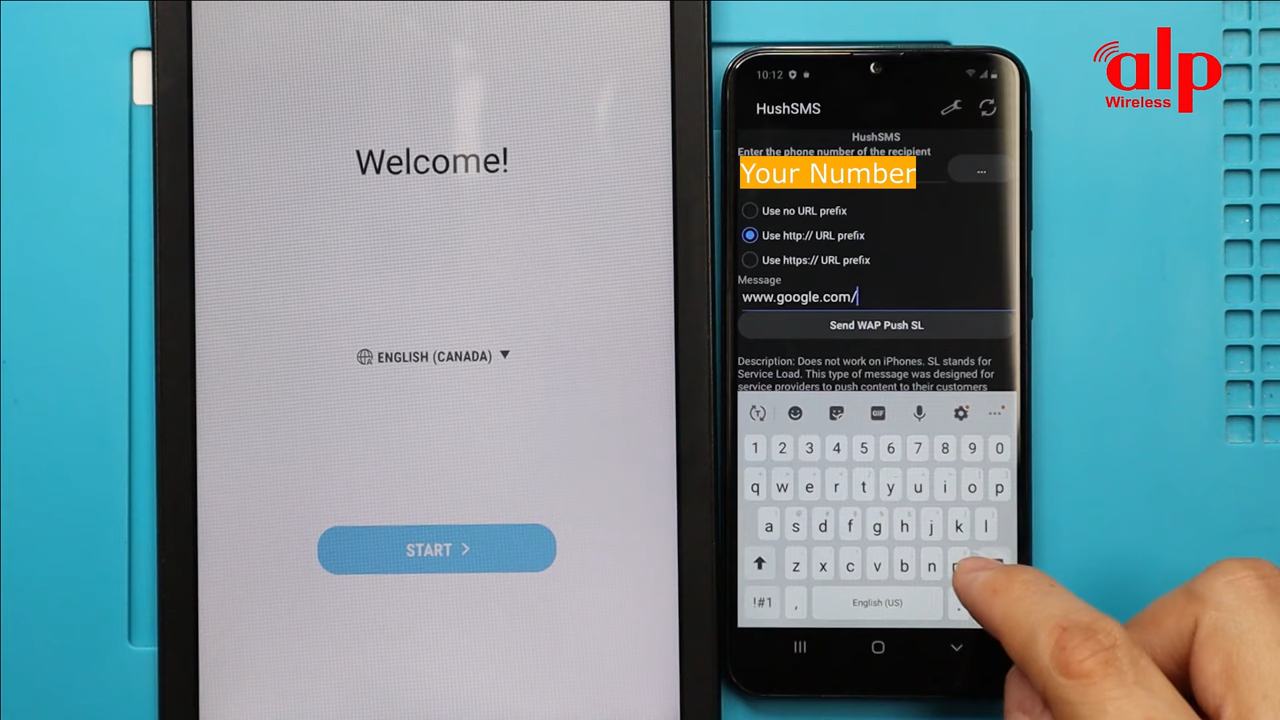 alp
Wireless
Welcome!
ENGLISH (CANADA)
START >
10:12
HushSMS
HushSMS
Enter the phone number of the recipient
Your Number
...
Use no URL prefix
Use http:// URL prefix
Use https:// URL prefix
Message
www.google.com/
Send WAP Push SL
Description: Does not work on iPhones. SL stands for
Service Load. This type of message was designed for
service providers to push content to their customers
GIF
1 2 3 4 5 6 7 8 9 0
q w e r t y u i o p
a s d f g h j k l
z x c v b n
!#1 , English (US) .